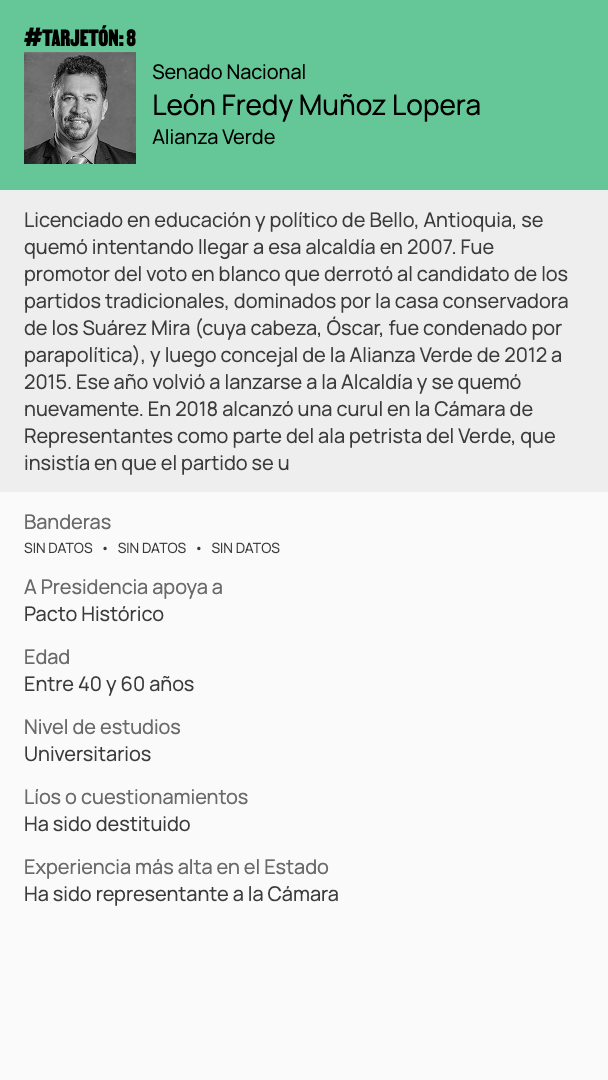 #TARJETÓN: 8
Senado Nacional
León Fredy Muñoz Lopera
Alianza Verde
Licenciado en educación y político de Bello, Antioquia, se
quemó intentando llegar a esa alcaldía en 2007. Fue
promotor del voto en blanco que derrotó al candidato de los
partidos tradicionales, dominados por la casa conservadora
de los Suárez Mira (cuya cabeza, Óscar, fue condenado por
parapolítica), y luego concejal de la Alianza Verde de 2012 a
2015. Ese año volvió a lanzarse a la Alcaldía y se quemó
nuevamente. En 2018 alcanzó una curul en la Cámara de
Representantes como parte del ala petrista del Verde, que
insistía en que el partido se u
Banderas
SIN DATOS • SIN DATOS • SIN DATOS
A Presidencia apoya a
Pacto Histórico
Edad
Entre 40 y 60 años
Nivel de estudios
Universitarios
Líos o cuestionamientos
Ha sido destituido
Experiencia más alta en el Estado
Ha sido representante a la Cámara